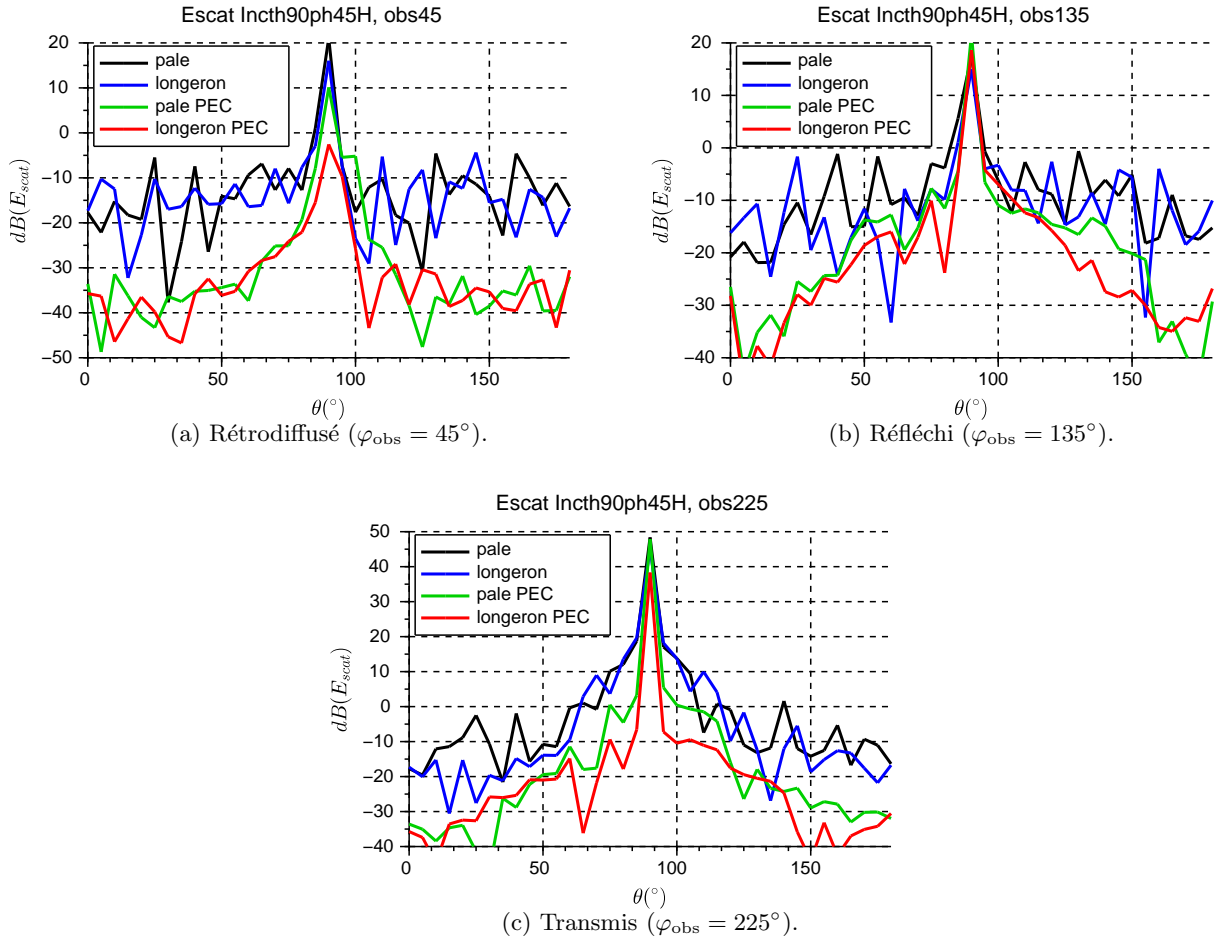 Escat Incth90ph45H, obs45
20
10
0
−10
−20
−30
−40
−50
dB(E_scat)
pale
longeron
pale PEC
longeron PEC
0 50 100 150
θ(°)
(a) Rétrodiffusé (φ_obs = 45°).
Escat Incth90ph45H, obs135
20
10
0
−10
−20
−30
−40
dB(E_scat)
pale
longeron
pale PEC
longeron PEC
0 50 100 150
θ(°)
(b) Réfléchi (φ_obs = 135°).
Escat Incth90ph45H, obs225
50
40
30
20
10
0
−10
−20
−30
−40
dB(E_scat)
pale
longeron
pale PEC
longeron PEC
0 50 100 150
θ(°)
(c) Transmis (φ_obs = 225°).